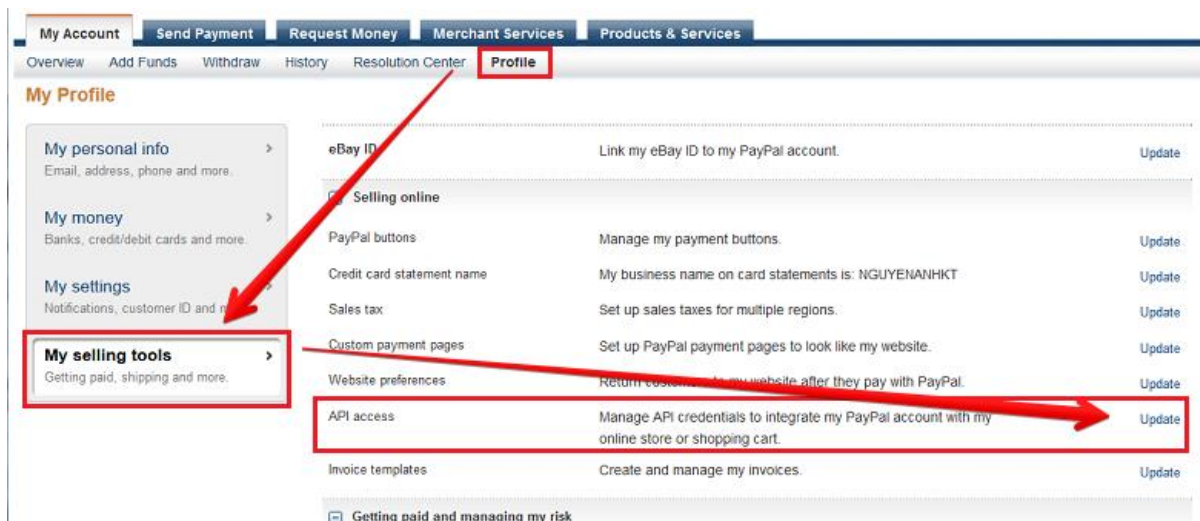 My Account Send Payment Request Money Merchant Services Products & Services
Overview Add Funds Withdraw History Resolution Center Profile
My Profile
My personal info
Email, address, phone and more.
My money
Banks, credit/debit cards and more.
My settings
Notifications, customer ID and
My selling tools
Getting paid, shipping and more.
eBay ID Link my eBay ID to my PayPal account. Update
Selling online
PayPal buttons Manage my payment buttons. Update
Credit card statement name My business name on card statements is: NGUYENANHKT Update
Sales tax Set up sales taxes for multiple regions. Update
Custom payment pages Set up PayPal payment pages to look like my website. Update
Website preferences Return customers to my website after they pay with PayPal. Update
API access Manage API credentials to integrate my PayPal account with my Update
online store or shopping cart.
Invoice templates Create and manage my invoices. Update
Getting paid and managing my risk